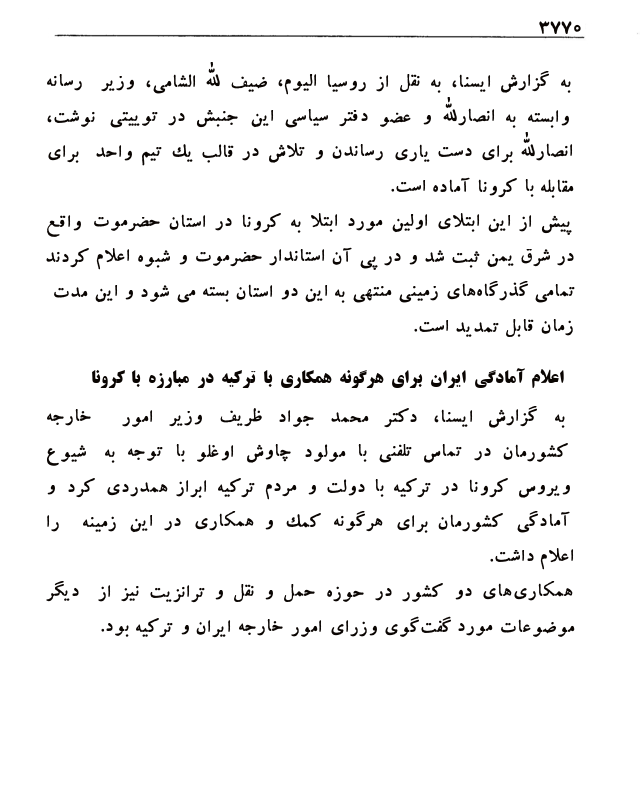 ۳۷۷۰
به گزارش ایسنا، به نقل از روسیا الیوم، ضیف لله الشامی، وزیر رسانه
وابسته به انصارلله و عضو دفتر سیاسی این جنبش در توییتی نوشت،
انصارلله برای دست یاری رساندن و تلاش در قالب یك تیم واحد برای
مقابله با کرونا آماده است.
پیش از این ابتلای اولین مورد ابتلا به کرونا در استان حضرموت واقع
در شرق یمن ثبت شد و در پی آن استاندار حضرموت و شبوه اعلام کردند
تمامی گذرگاه‌های زمینی منتهی به این دو استان بسته می شود و این مدت
زمان قابل تمدید است.
اعلام آمادگی ایران برای هرگونه همکاری با ترکیه در مبارزه با کرونا
به گزارش ایسنا، دکتر محمد جواد ظریف وزیر امور خارجه
کشورمان در تماس تلفنی با مولود چاوش اوغلو با توجه به شیوع
ویروس کرونا در ترکیه با دولت و مردم ترکیه ابراز همدردی کرد و
آمادگی کشورمان برای هرگونه کمك و همکاری در این زمینه را
اعلام داشت.
همکاری‌های دو کشور در حوزه حمل و نقل و ترانزیت نیز از دیگر
موضوعات مورد گفت‌گوی وزرای امور خارجه ایران و ترکیه بود.